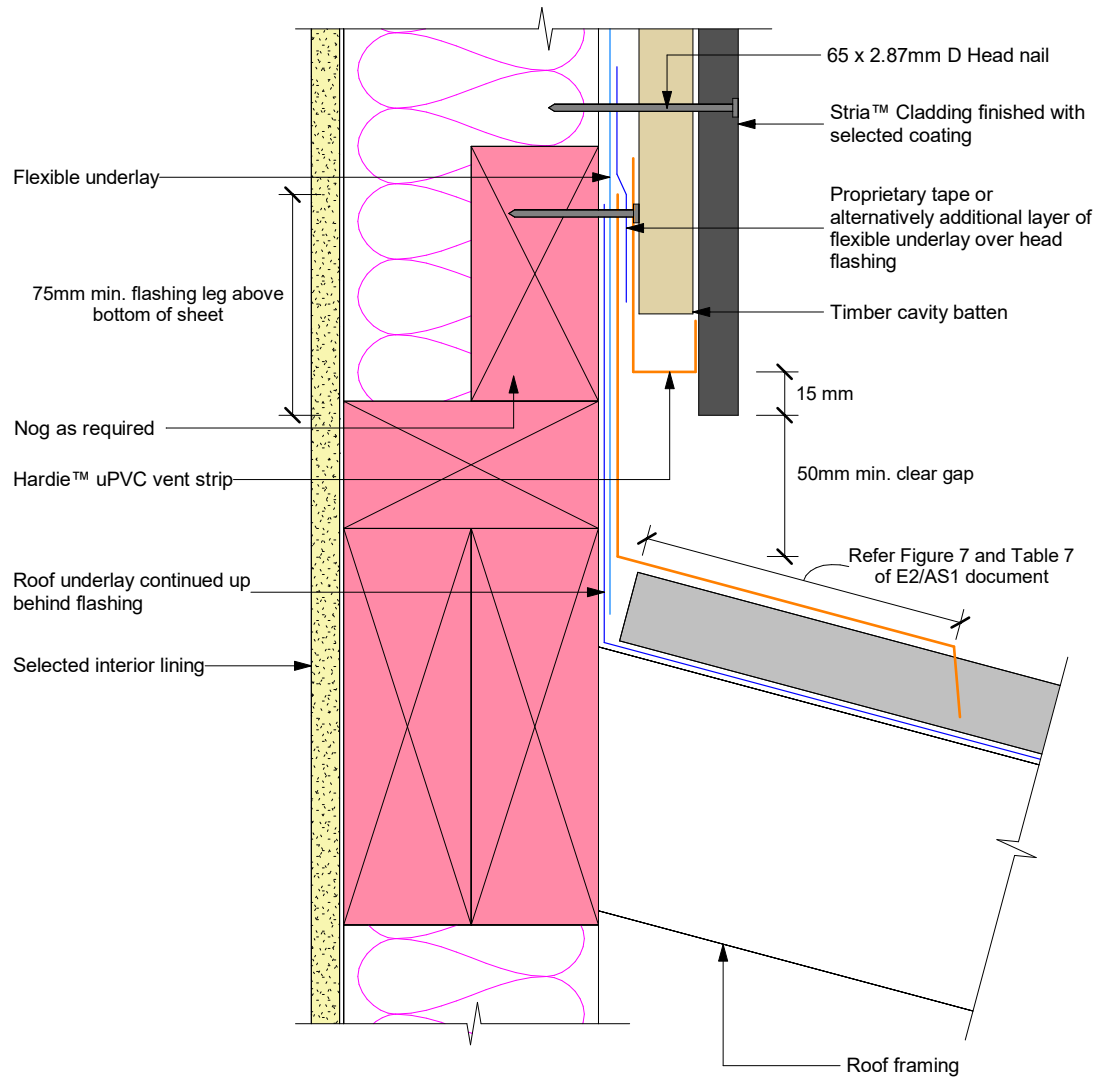 65 x 2.87mm D Head nail
Stria™ Cladding finished with
selected coating
Flexible underlay
Proprietary tape or
alternatively additional layer of
flexible underlay over head
flashing
75mm min. flashing leg above
bottom of sheet
Timber cavity batten
15 mm
Nog as required
Hardie™ uPVC vent strip
50mm min. clear gap
Refer Figure 7 and Table 7
of E2/AS1 document
Roof underlay continued up
behind flashing
Selected interior lining
Roof framing